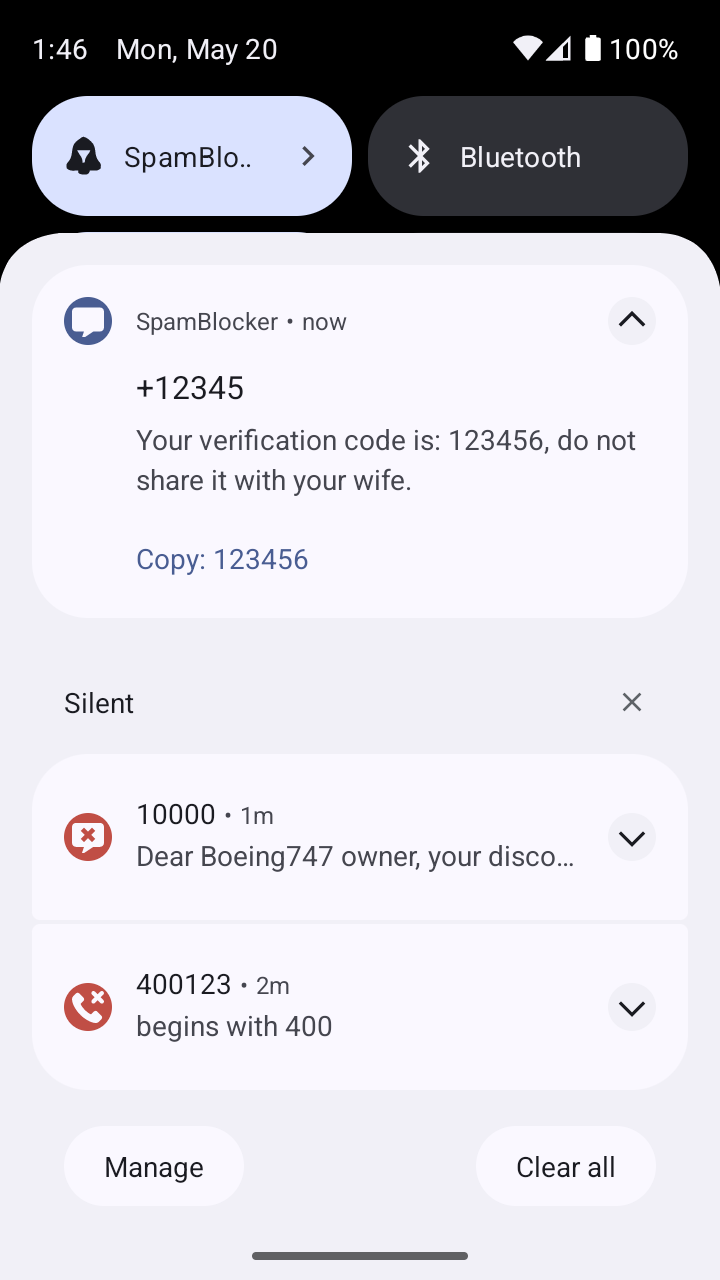 1:46 Mon, May 20 100%
SpamBlo.. Bluetooth
SpamBlocker • now
+12345
Your verification code is: 123456, do not
share it with your wife.
Copy: 123456
Silent
10000 • 1m
Dear Boeing747 owner, your disco...
400123 • 2m
begins with 400
Manage Clear all